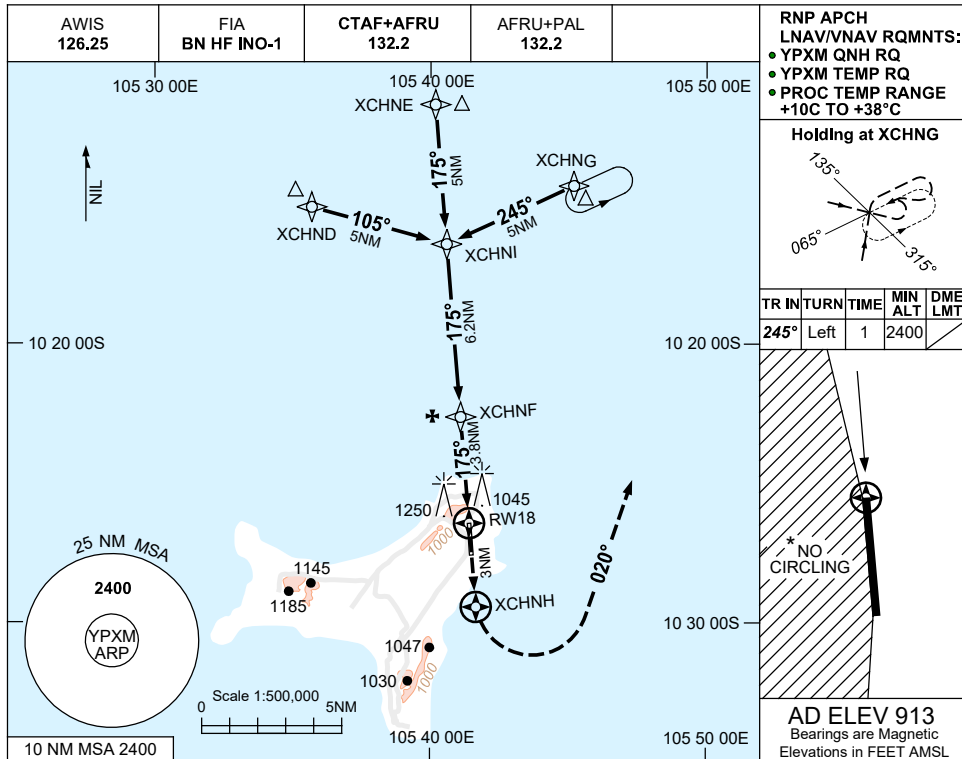 AWIS
126.25
FIA
BN HF INO-1
CTAF+AFRU
132.2
AFRU+PAL
132.2
RNP APCH
LNAV/VNAV RQMNTS:
• YPXM QNH RQ
• YPXM TEMP RQ
• PROC TEMP RANGE
+10C TO +38°C
105 30 00E
105 40 00E
105 50 00E
XCHNE
175°
5NM
XCHNG
245°
5NM
XCHND
105°
5NM
XCHNI
NIL
175°
6.2NM
10 20 00S
XCHNF
175°
3.8NM
1250
1045
1000
RW18
3NM
XCHNH
020°
1145
1185
1047
1030
1000
10 30 00S
25 NM MSA
2400
YPXM
ARP
Scale 1:500,000
0
5NM
10 NM MSA 2400
105 40 00E
105 50 00E
Holding at XCHNG
135°
065°
315°
TR IN TURN TIME MIN ALT DME LMT
245° Left 1 2400
*NO
CIRCLING
AD ELEV 913
Bearings are Magnetic
Elevations in FEET AMSL